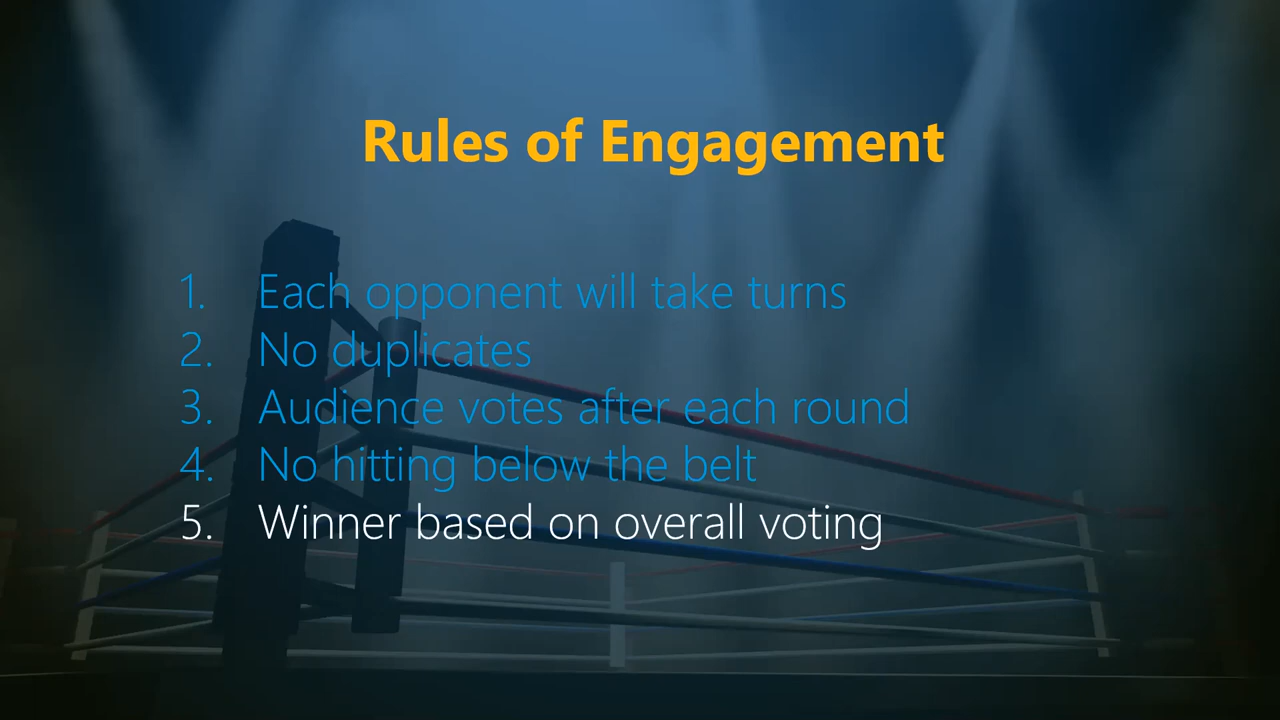 Rules of Engagement
1. Each opponent will take turns
2. No duplicates
3. Audience votes after each round
4. No hitting below the belt
5. Winner based on overall voting